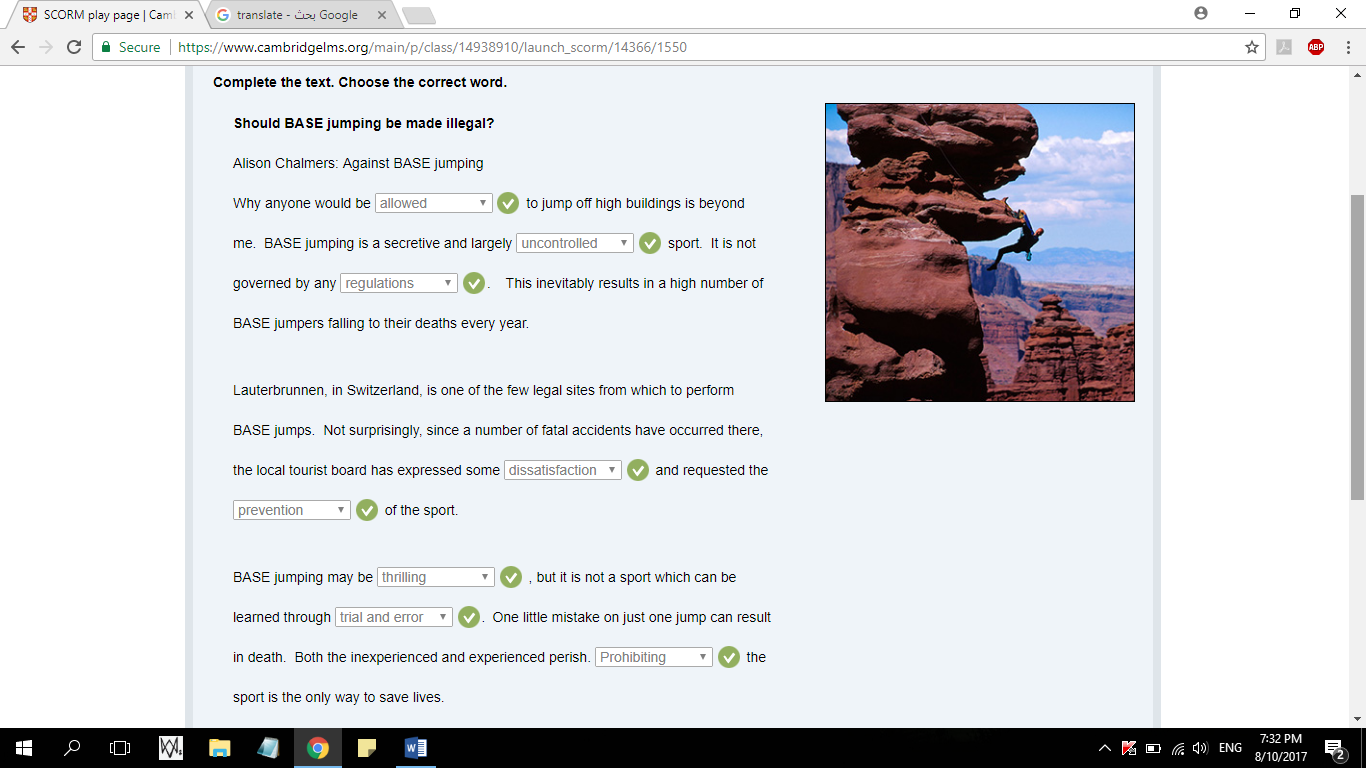 SCORM play page | Cam
translate - بحث Google
Secure
https://www.cambridgelms.org/main/p/class/14938910/launch_scorm/14366/1550
ABP
Complete the text. Choose the correct word.
Should BASE jumping be made illegal?
Alison Chalmers: Against BASE jumping
Why anyone would be allowed to jump off high buildings is beyond
me. BASE jumping is a secretive and largely uncontrolled sport. It is not
governed by any regulations . This inevitably results in a high number of
BASE jumpers falling to their deaths every year.
Lauterbrunnen, in Switzerland, is one of the few legal sites from which to perform
BASE jumps. Not surprisingly, since a number of fatal accidents have occurred there,
the local tourist board has expressed some dissatisfaction and requested the
prevention of the sport.
BASE jumping may be thrilling , but it is not a sport which can be
learned through trial and error . One little mistake on just one jump can result
in death. Both the inexperienced and experienced perish. Prohibiting the
sport is the only way to save lives.
ENG
7:32 PM
8/10/2017
2